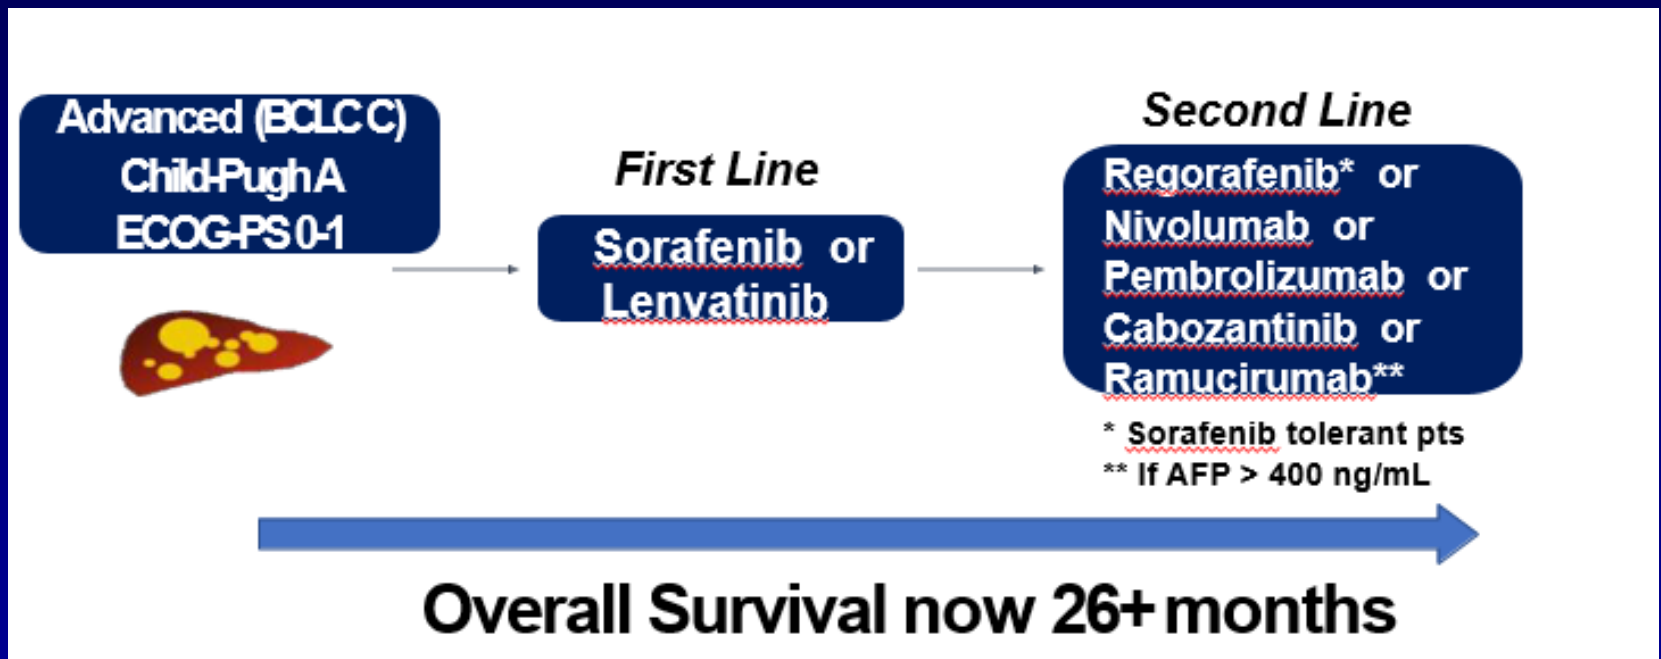 Advanced (BCLC C)
Child-Pugh A
ECOG-PS 0-1
First Line
Sorafenib or
Lenvatinib
Second Line
Regorafenib* or
Nivolumab or
Pembrolizumab or
Cabozantinib or
Ramucirumab**
* Sorafenib tolerant pts
** If AFP > 400 ng/mL
Overall Survival now 26+ months